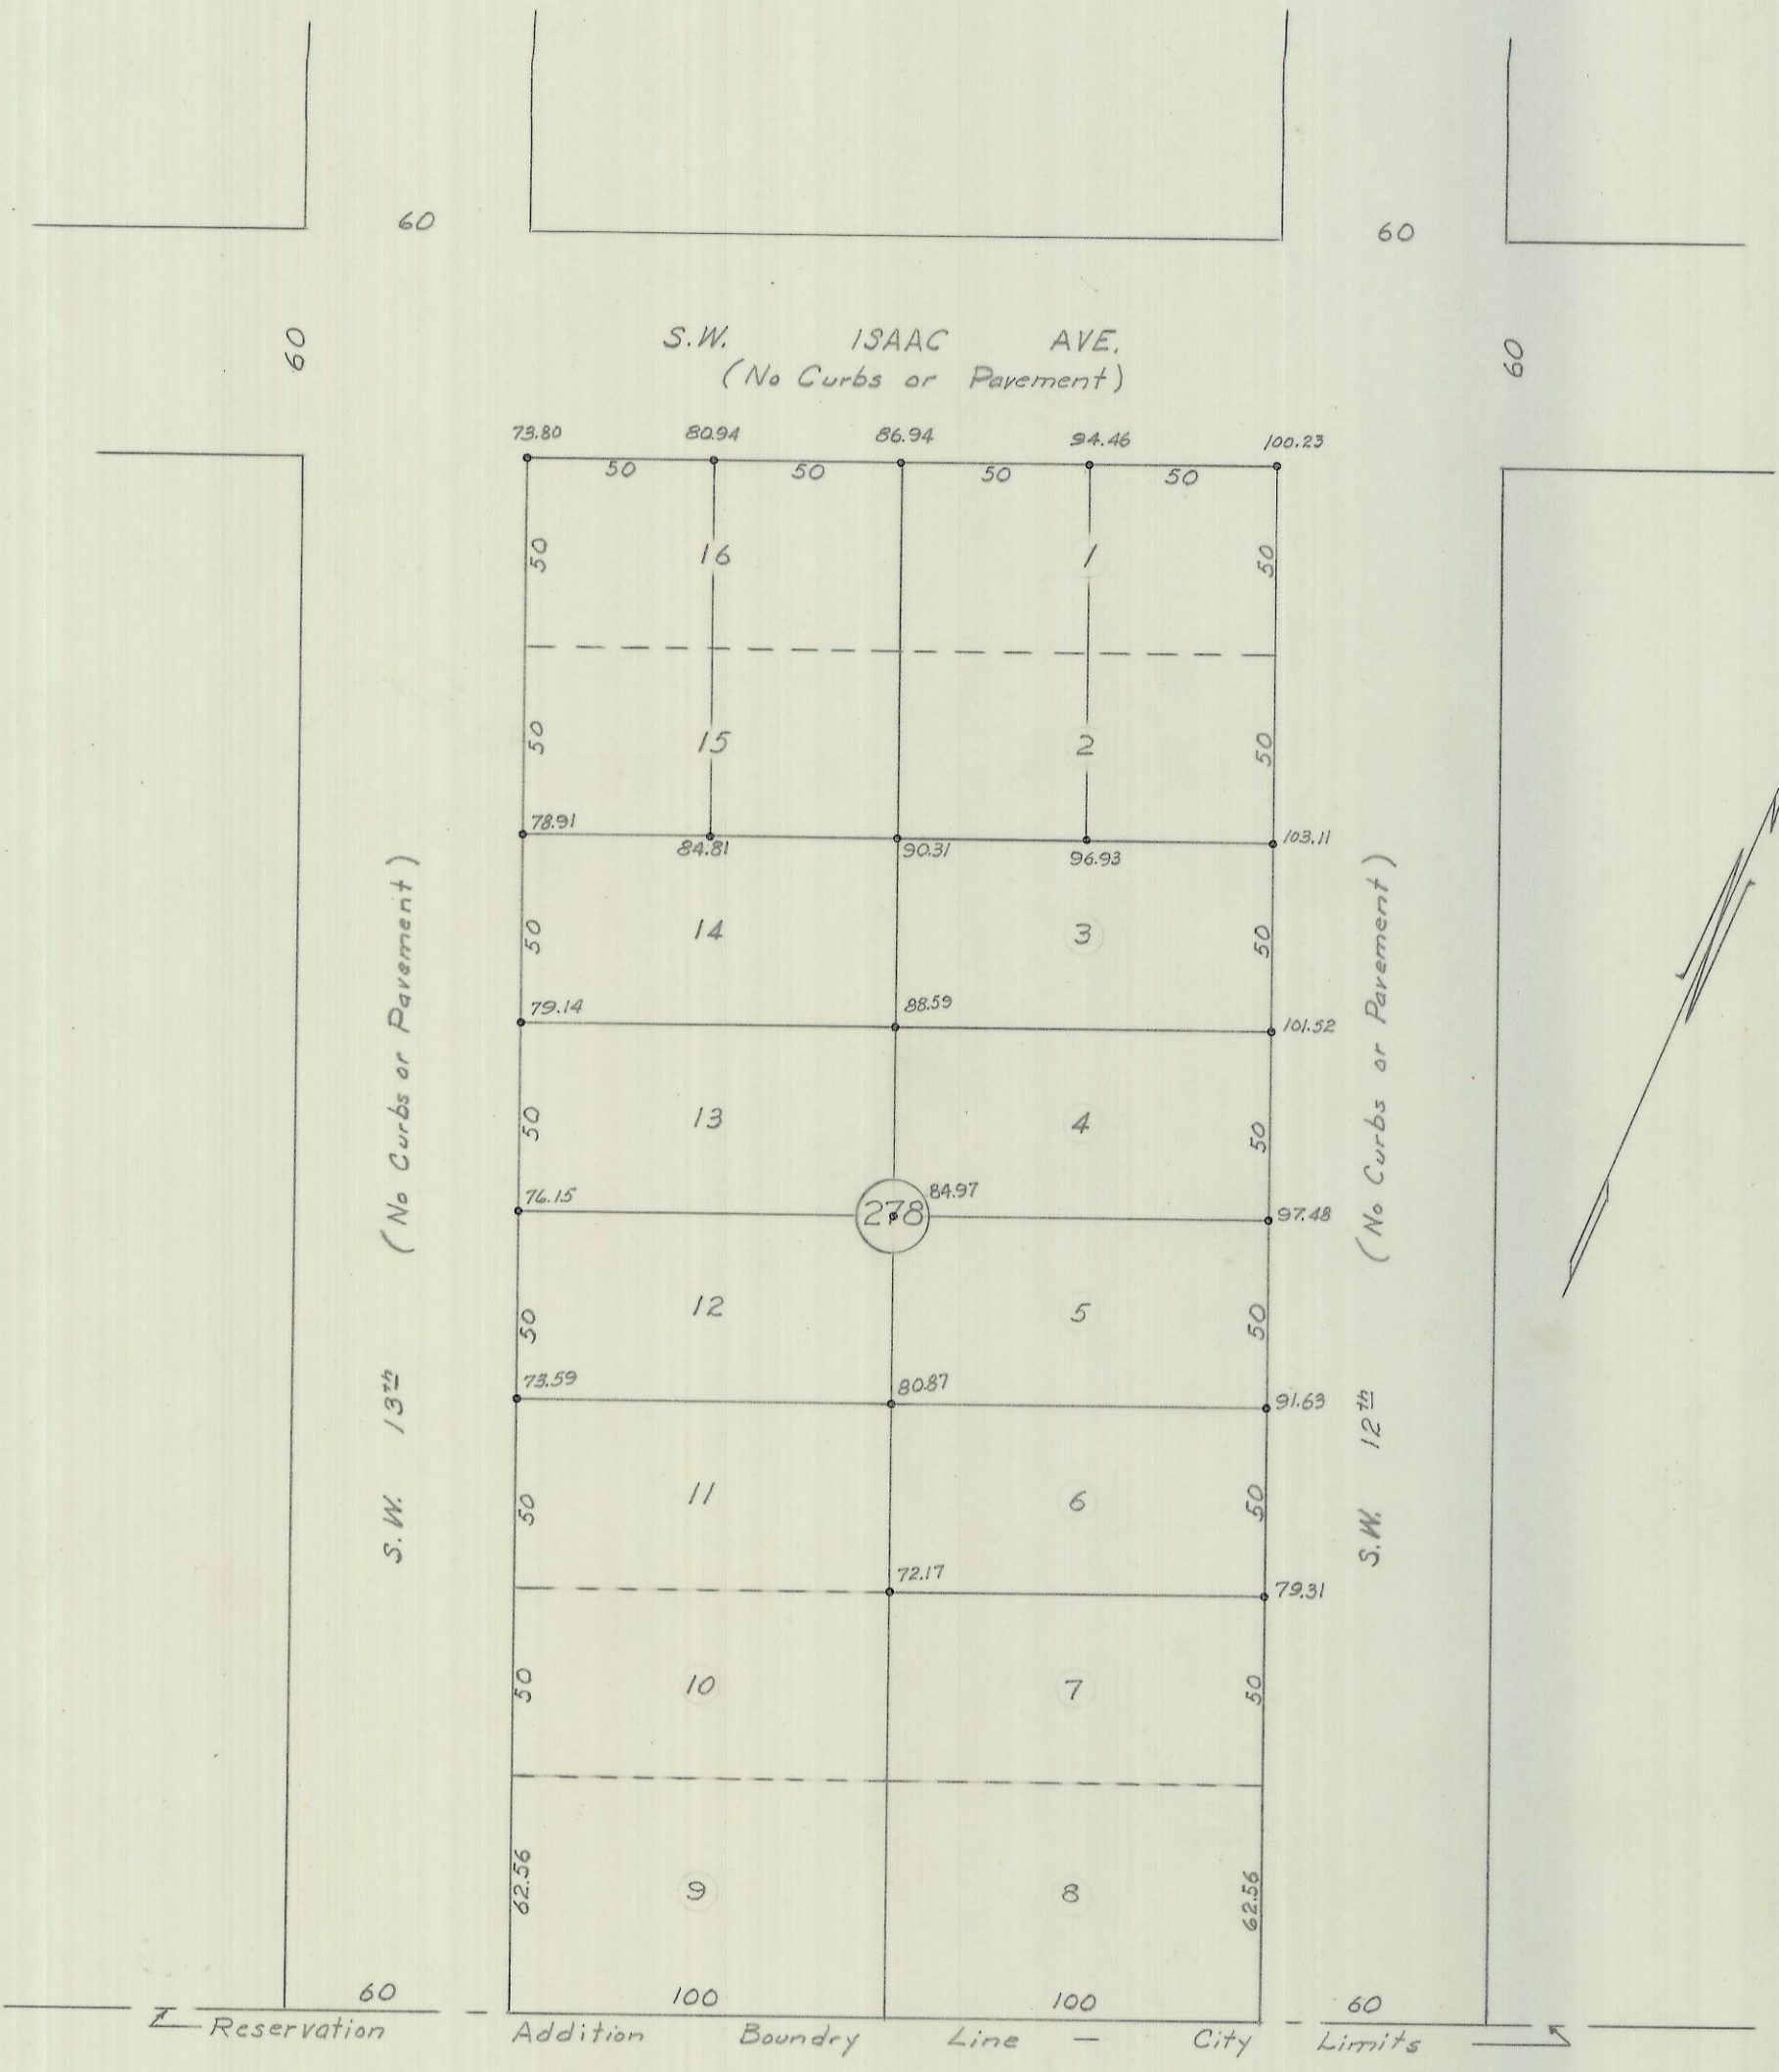 60 60
60 60
S.W. ISAAC AVE.
(No Curbs or Pavement)
73.80 80.94 86.94 94.46 100.23
50 50 50 50
50 16 1 50
50 15 2 50
78.91 84.81 90.31 96.93 103.11
50 14 3 50
79.14 88.59 101.52
50 13 4 50
76.15 278 84.97 97.48
50 12 5 50
73.59 80.87 91.63
50 11 6 50
72.17 79.31
50 10 7 50
62.56 9 8 62.56
S.W. 13th (No Curbs or Pavement)
S.W. 12th (No Curbs or Pavement)
60 100 100 60
Reservation Addition Boundry Line — City Limits